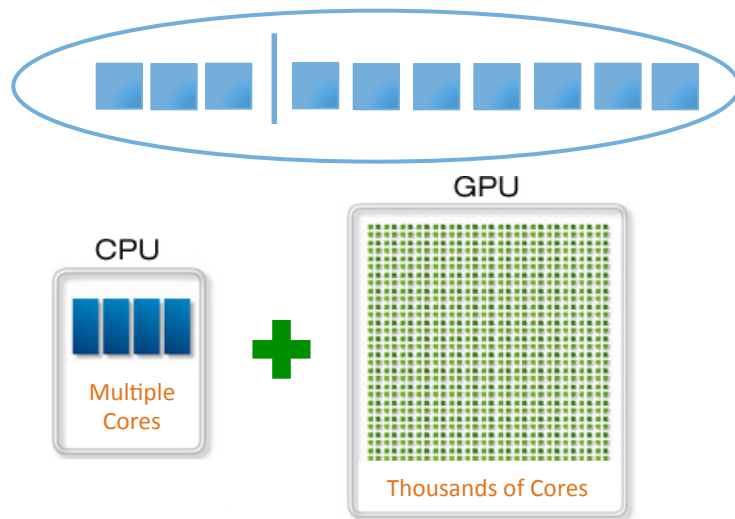 GPU
CPU
Multiple
Cores
Thousands of Cores